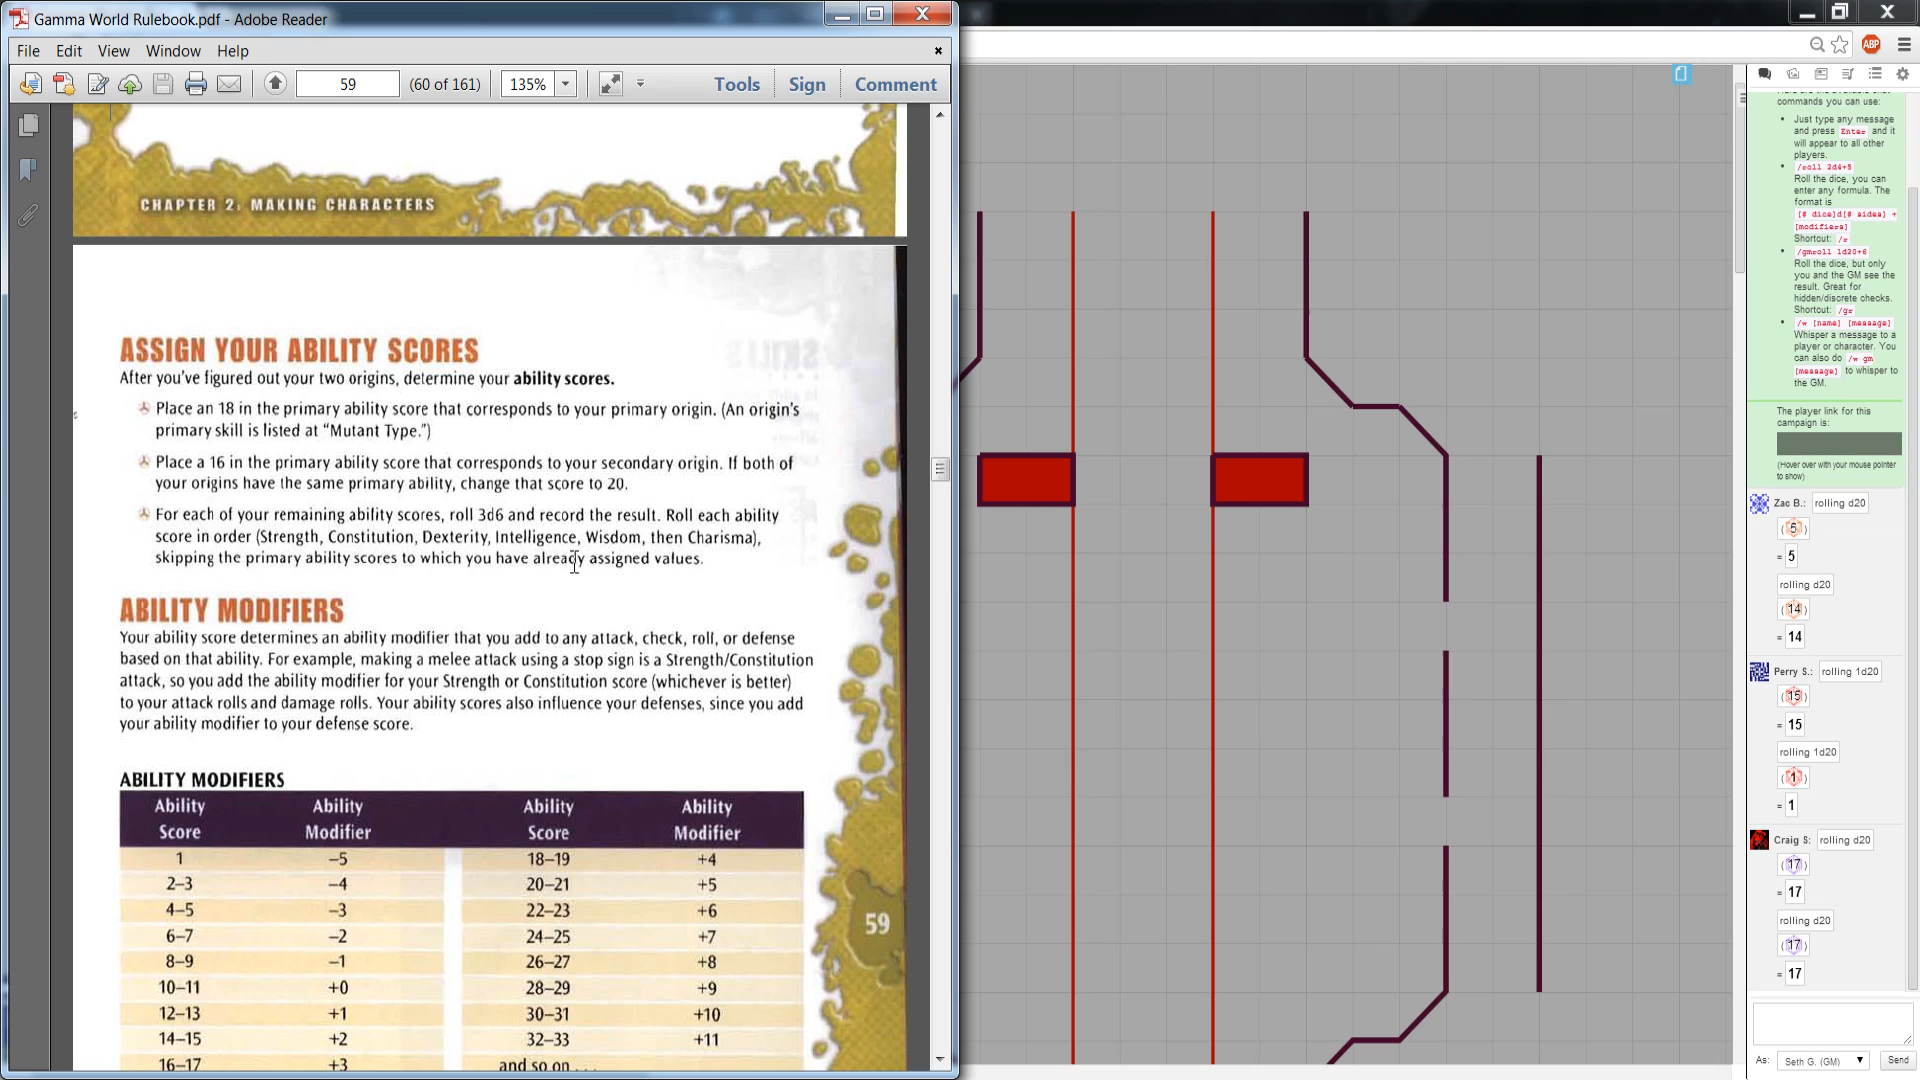 Gamma World Rulebook.pdf - Adobe Reader
File Edit View Window Help
59 (60 of 161) 135% Tools Sign Comment
CHAPTER 2: MAKING CHARACTERS
ASSIGN YOUR ABILITY SCORES
After you've figured out your two origins, determine your ability scores.
Place an 18 in the primary ability score that corresponds to your primary origin. (An origin's
primary skill is listed at “Mutant Type.”)
Place a 16 in the primary ability score that corresponds to your secondary origin. If both of
your origins have the same primary ability, change that score to 20.
For each of your remaining ability scores, roll 3d6 and record the result. Roll each ability
score in order (Strength, Constitution, Dexterity, Intelligence, Wisdom, then Charisma),
skipping the primary ability scores to which you have already assigned values.
ABILITY MODIFIERS
Your ability score determines an ability modifier that you add to any attack, check, roll, or defense
based on that ability. For example, making a melee attack using a stop sign is a Strength/Constitution
attack, so you add the ability modifier for your Strength or Constitution score (whichever is better)
to your attack rolls and damage rolls. Your ability scores also influence your defenses, since you add
your ability modifier to your defense score.
ABILITY MODIFIERS
Ability Ability Ability Ability
Score Modifier Score Modifier
1 –5 18–19 +4
2–3 –4 20–21 +5
4–5 –3 22–23 +6
6–7 –2 24–25 +7
8–9 –1 26–27 +8
10–11 +0 28–29 +9
12–13 +1 30–31 +10
14–15 +2 32–33 +11
16–17 +3 and so on . . .
59
ABP
commands you can use:
Just type any message
and press Enter and it
will appear to all other
players.
/roll 2d4+5
Roll the dice, you can
enter any formula. The
format is
[# dice]d[# sides] +
[modifiers]
Shortcut: /r
/gmroll 1d20+6
Roll the dice, but only
you and the GM see the
result. Great for
hidden/discrete checks.
Shortcut: /gr
/w [name] [message]
Whisper a message to a
player or character. You
can also do /w gm
[message] to whisper to
the GM.
The player link for this
campaign is:
(Hover over with your mouse pointer
to show)
Zac B.: rolling d20
(5)
= 5
rolling d20
(14)
= 14
Perry S.: rolling 1d20
(15)
= 15
rolling 1d20
(1)
= 1
Craig S: rolling d20
(17)
= 17
rolling d20
(17)
= 17
As: Seth G. (GM) Send